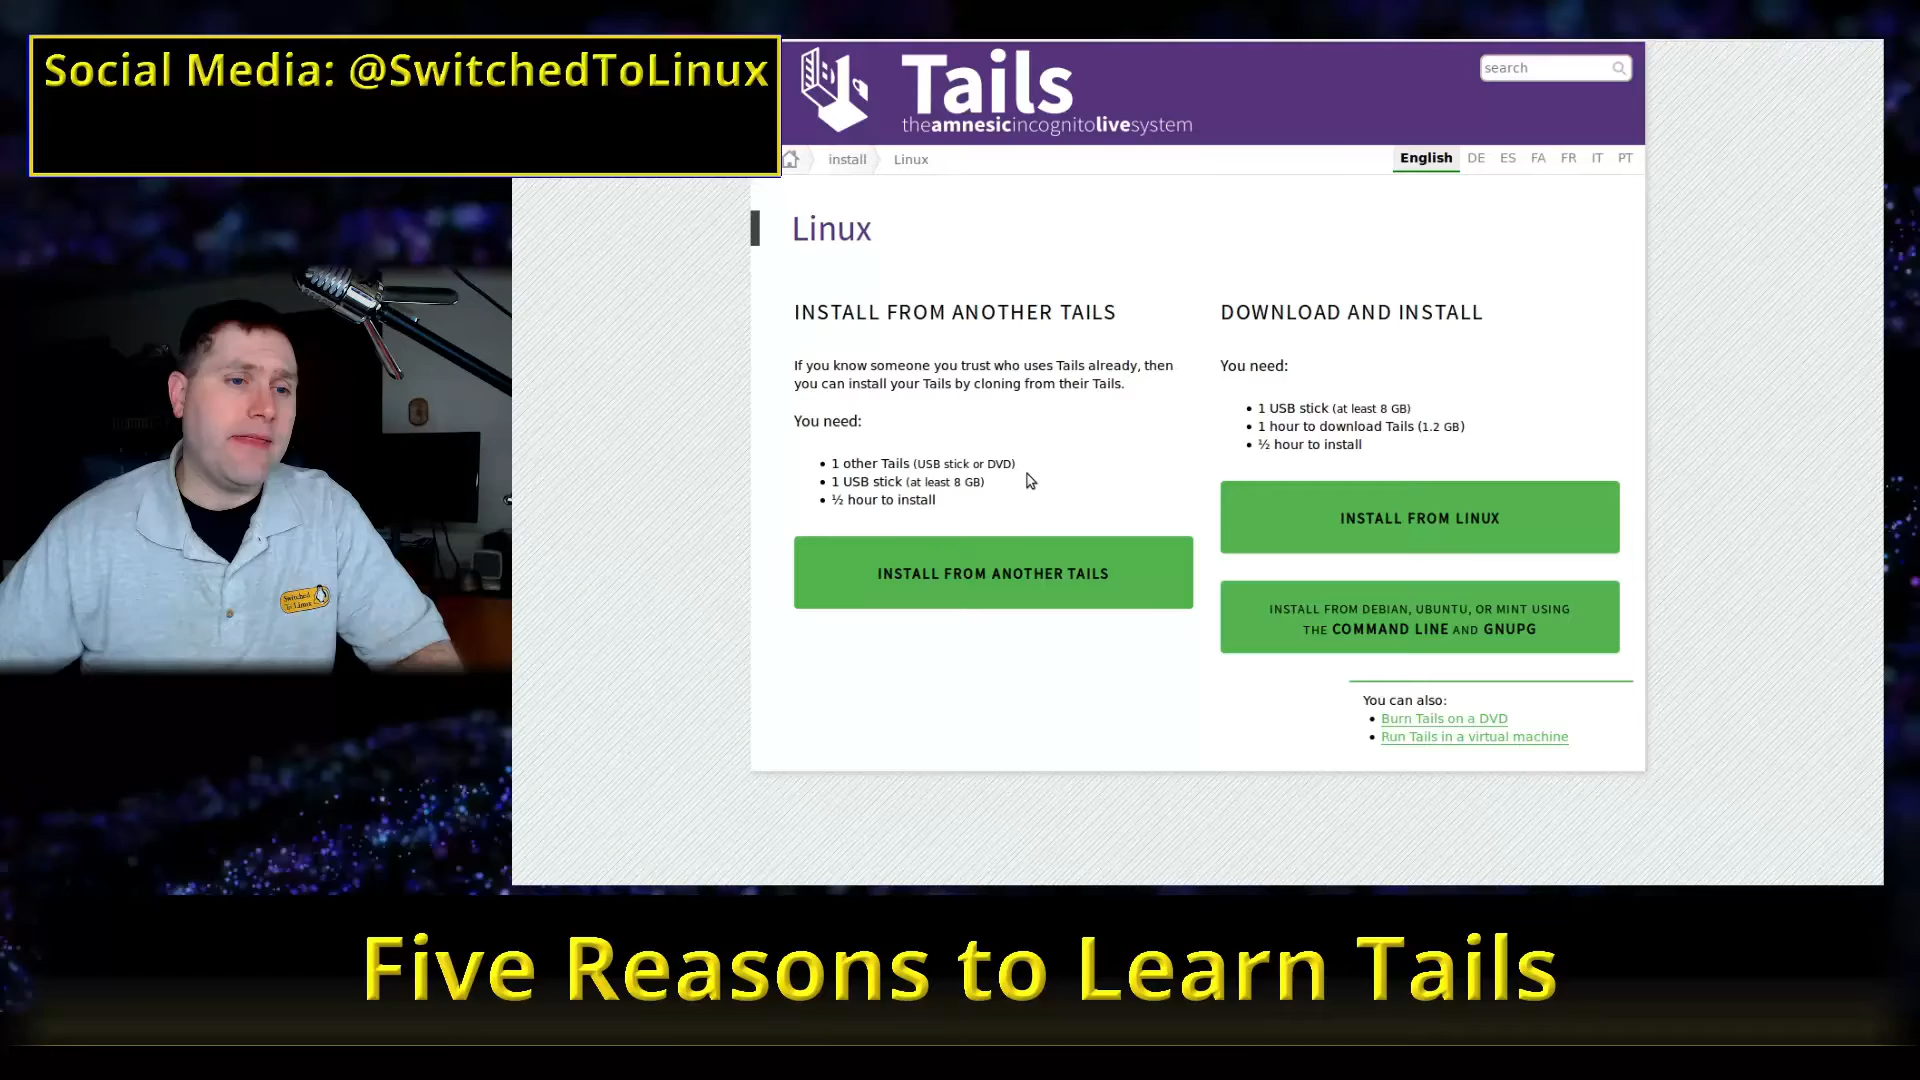 Social Media: @SwitchedToLinux
Tails
theamnesicincognitolivesystem
search
install
Linux
English DE ES FA FR IT PT
Linux
INSTALL FROM ANOTHER TAILS
If you know someone you trust who uses Tails already, then
you can install your Tails by cloning from their Tails.
You need:
1 other Tails (USB stick or DVD)
1 USB stick (at least 8 GB)
½ hour to install
INSTALL FROM ANOTHER TAILS
DOWNLOAD AND INSTALL
You need:
1 USB stick (at least 8 GB)
1 hour to download Tails (1.2 GB)
½ hour to install
INSTALL FROM LINUX
INSTALL FROM DEBIAN, UBUNTU, OR MINT USING
THE COMMAND LINE AND GNUPG
You can also:
Burn Tails on a DVD
Run Tails in a virtual machine
Switched
To Linux
Five Reasons to Learn Tails